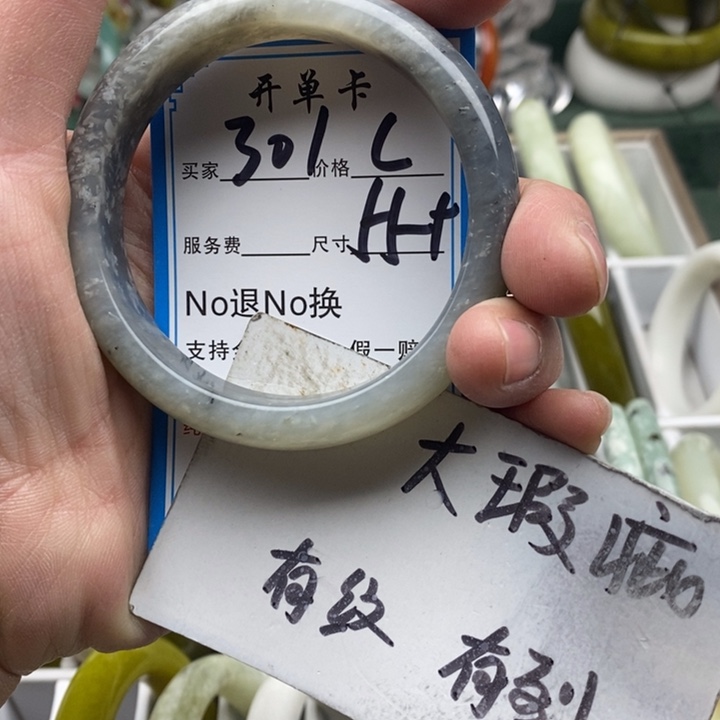 开单卡
买家 301 价格 C
服务费 尺寸 H+
No退No换
支持 假一赔
大瑕疵
有纹
有列